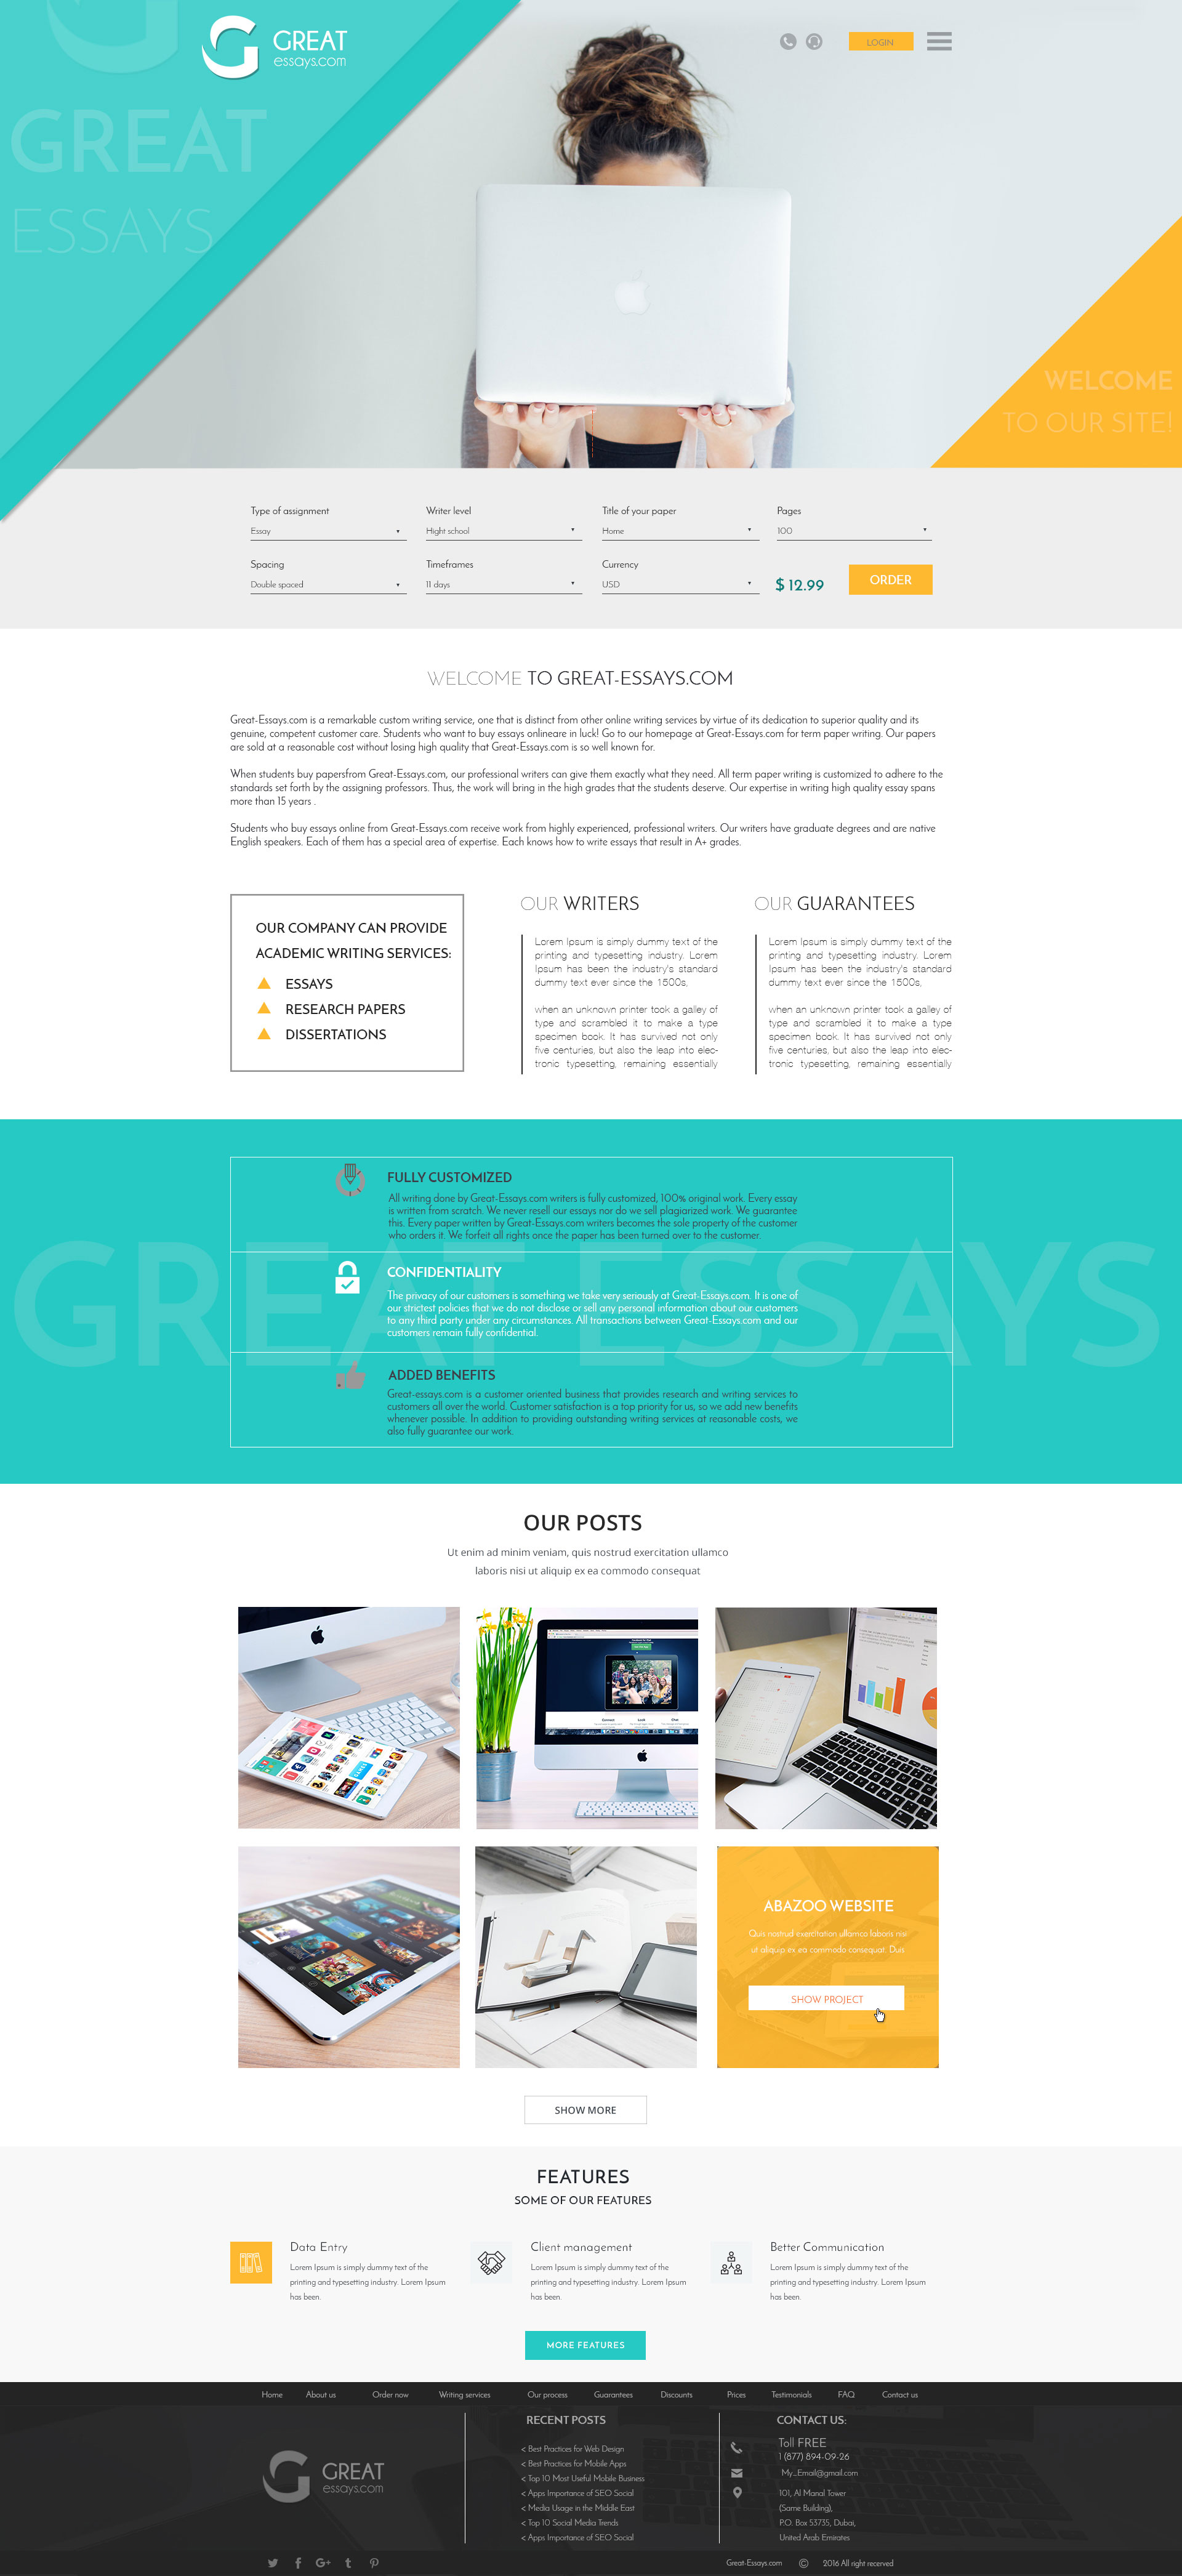 GREAT
essays.com
LOGIN
GREAT
ESSAYS
WELCOME
TO OUR SITE!
Type of assignment
Essay
Writer level
Hight school
Title of your paper
Home
Pages
100
Spacing
Double spaced
Timeframes
11 days
Currency
USD
$ 12.99
ORDER
WELCOME TO GREAT-ESSAYS.COM
Great-Essays.com is a remarkable custom writing service, one that is distinct from other online writing services by virtue of its dedication to superior quality and its
genuine, competent customer care. Students who want to buy essays onlineare in luck! Go to our homepage at Great-Essays.com for term paper writing. Our papers
are sold at a reasonable cost without losing high quality that Great-Essays.com is so well known for.
When students buy papersfrom Great-Essays.com, our professional writers can give them exactly what they need. All term paper writing is customized to adhere to the
standards set forth by the assigning professors. Thus, the work will bring in the high grades that the students deserve. Our expertise in writing high quality essay spans
more than 15 years .
Students who buy essays online from Great-Essays.com receive work from highly experienced, professional writers. Our writers have graduate degrees and are native
English speakers. Each of them has a special area of expertise. Each knows how to write essays that result in A+ grades.
OUR COMPANY CAN PROVIDE
ACADEMIC WRITING SERVICES:
ESSAYS
RESEARCH PAPERS
DISSERTATIONS
OUR WRITERS
Lorem Ipsum is simply dummy text of the
printing and typesetting industry. Lorem
Ipsum has been the industry's standard
dummy text ever since the 1500s,
when an unknown printer took a galley of
type and scrambled it to make a type
specimen book. It has survived not only
five centuries, but also the leap into elec-
tronic typesetting, remaining essentially
OUR GUARANTEES
Lorem Ipsum is simply dummy text of the
printing and typesetting industry. Lorem
Ipsum has been the industry's standard
dummy text ever since the 1500s,
when an unknown printer took a galley of
type and scrambled it to make a type
specimen book. It has survived not only
five centuries, but also the leap into elec-
tronic typesetting, remaining essentially
GREAT ESSAYS
FULLY CUSTOMIZED
All writing done by Great-Essays.com writers is fully customized, 100% original work. Every essay
is written from scratch. We never resell our essays nor do we sell plagiarized work. We guarantee
this. Every paper written by Great-Essays.com writers becomes the sole property of the customer
who orders it. We forfeit all rights once the paper has been turned over to the customer.
CONFIDENTIALITY
The privacy of our customers is something we take very seriously at Great-Essays.com. It is one of
our strictest policies that we do not disclose or sell any personal information about our customers
to any third party under any circumstances. All transactions between Great-Essays.com and our
customers remain fully confidential.
ADDED BENEFITS
Great-essays.com is a customer oriented business that provides research and writing services to
customers all over the world. Customer satisfaction is a top priority for us, so we add new benefits
whenever possible. In addition to providing outstanding writing services at reasonable costs, we
also fully guarantee our work.
OUR POSTS
Ut enim ad minim veniam, quis nostrud exercitation ullamco
laboris nisi ut aliquip ex ea commodo consequat
ABAZOO WEBSITE
Quis nostrud exercitation ullamco laboris nisi
ut aliquip ex ea commodo consequat. Duis
SHOW PROJECT
SHOW MORE
FEATURES
SOME OF OUR FEATURES
Data Entry
Lorem Ipsum is simply dummy text of the
printing and typesetting industry. Lorem Ipsum
has been.
Client management
Lorem Ipsum is simply dummy text of the
printing and typesetting industry. Lorem Ipsum
has been.
Better Communication
Lorem Ipsum is simply dummy text of the
printing and typesetting industry. Lorem Ipsum
has been.
MORE FEATURES
Home About us Order now Writing services Our process Guarantees Discounts Prices Testimonials FAQ Contact us
GREAT
essays.com
RECENT POSTS
< Best Practices for Web Design
< Best Practices for Mobile Apps
< Top 10 Most Useful Mobile Business
< Apps Importance of SEO Social
< Media Usage in the Middle East
< Top 10 Social Media Trends
< Apps Importance of SEO Social
CONTACT US:
Toll FREE
1 (877) 894-09-26
My_Email@gmail.com
101, Al Manal Tower
(Same Building),
P.O. Box 53735, Dubai,
United Arab Emirates
Great-Essays.com © 2016 All right recerved